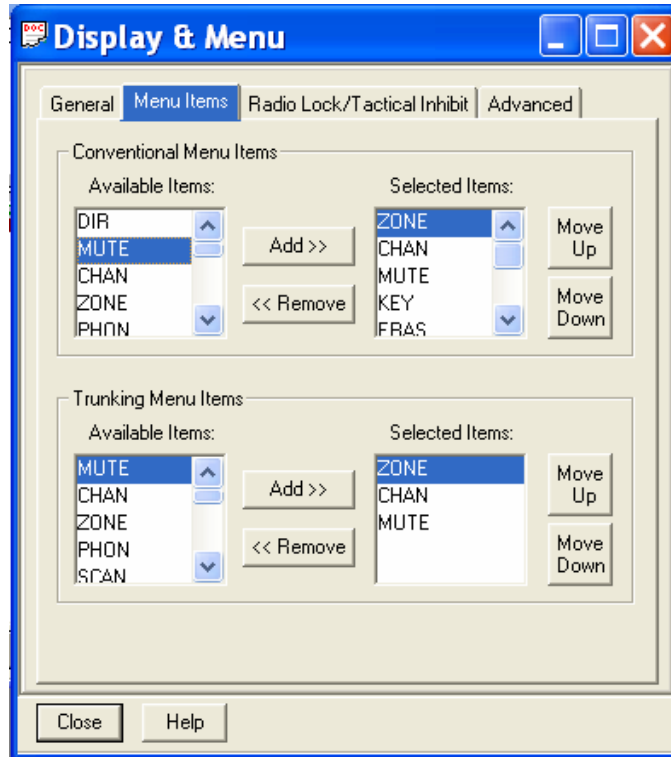 DOC
Display & Menu
General Menu Items Radio Lock/Tactical Inhibit Advanced
Conventional Menu Items
Available Items:
DIR
MUTE
CHAN
ZONE
PHON
Add >>
<< Remove
Selected Items:
ZONE
CHAN
MUTE
KEY
ERAS
Move
Up
Move
Down
Trunking Menu Items
Available Items:
MUTE
CHAN
ZONE
PHON
SCAN
Add >>
<< Remove
Selected Items:
ZONE
CHAN
MUTE
Move
Up
Move
Down
Close Help